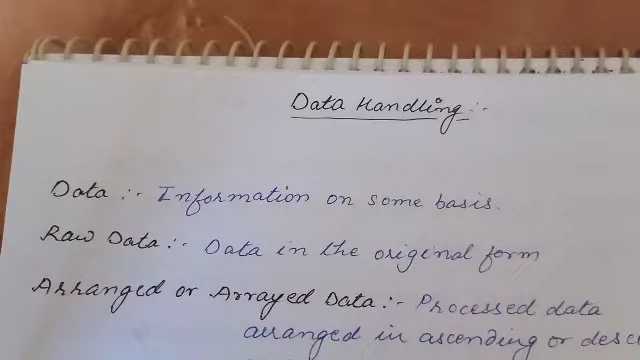 Data Handling :-
Data :- Information on some basis.
Raw Data :- Data in the original form
Arranged or Arrayed Data :- Processed data
arranged in ascending or desc